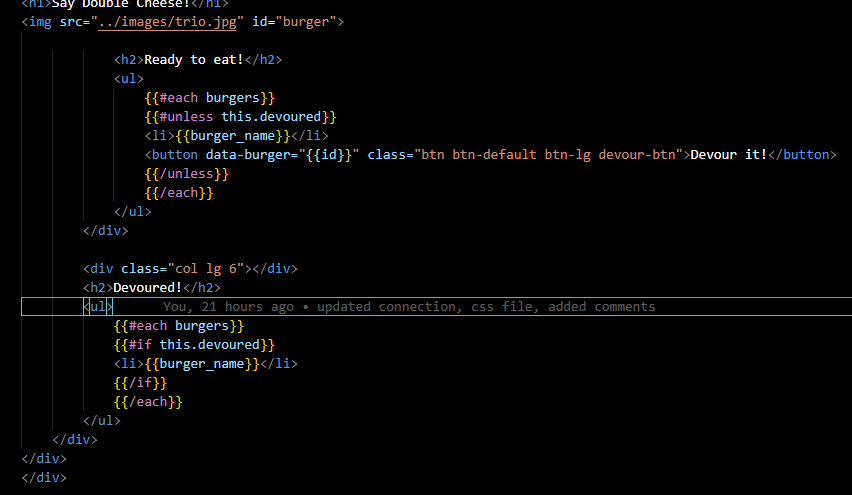 <h1>Say Double Cheese!</h1>
<img src="../images/trio.jpg" id="burger">
<h2>Ready to eat!</h2>
<ul>
{{#each burgers}}
{{#unless this.devoured}}
<li>{{burger_name}}</li>
<button data-burger="{{id}}" class="btn btn-default btn-lg devour-btn">Devour it!</button>
{{/unless}}
{{/each}}
</ul>
</div>
<div class="col lg 6"></div>
<h2>Devoured!</h2>
<ul> You, 21 hours ago • updated connection, css file, added comments
{{#each burgers}}
{{#if this.devoured}}
<li>{{burger_name}}</li>
{{/if}}
{{/each}}
</ul>
</div>
</div>
</div>